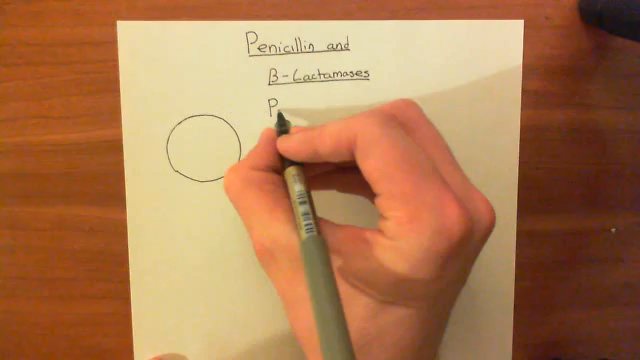 Penicillin and
β-Lactamases
P